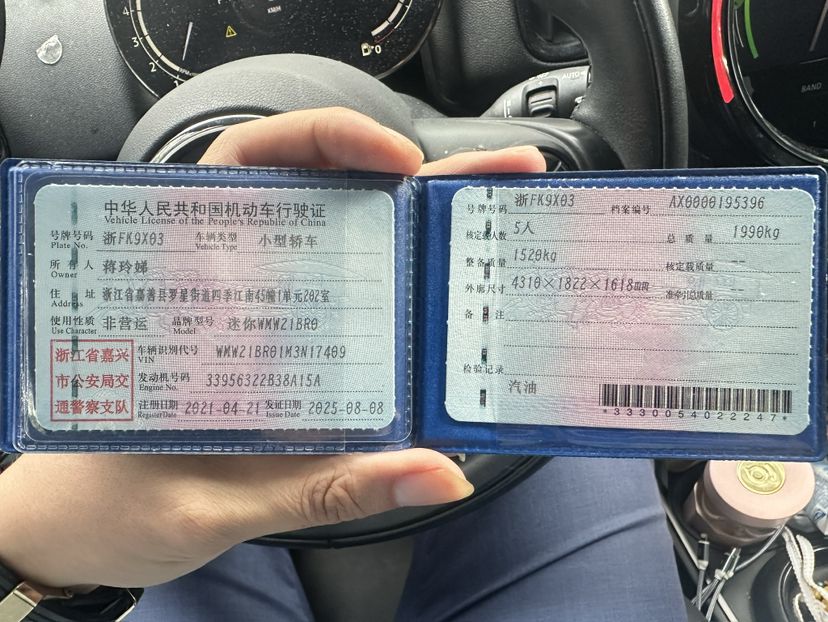 中华人民共和国机动车行驶证
Vehicle License of the People's Republic of China
号牌号码 浙FK9X03 车辆类型 小型轿车
Plate No. Vehicle Type
所有人 蒋玲娣
Owner
住址 浙江省嘉善县罗星街道四季江南45幢1单元202室
Address
使用性质 非营运 品牌型号 迷你WMW21BR0
Use Character Model
浙江省嘉兴
市公安局交
通警察支队
车辆识别代号 WMW21BR01M3N17409
VIN
发动机号码 33956322B38A15A
Engine No.
注册日期 2021-04-21 发证日期 2025-08-08
Register Date Issue Date
号牌号码 浙FK9X03 档案编号 AX0000195396
核定载人数 5人 总质量 1990kg
整备质量 1520kg 核定载质量 --
外廓尺寸 4310×1822×1618mm 准牵引总质量 --
备注
检验记录
汽油
*3330054022247*
KM/H
3
2
1
0
AUTO
BAND